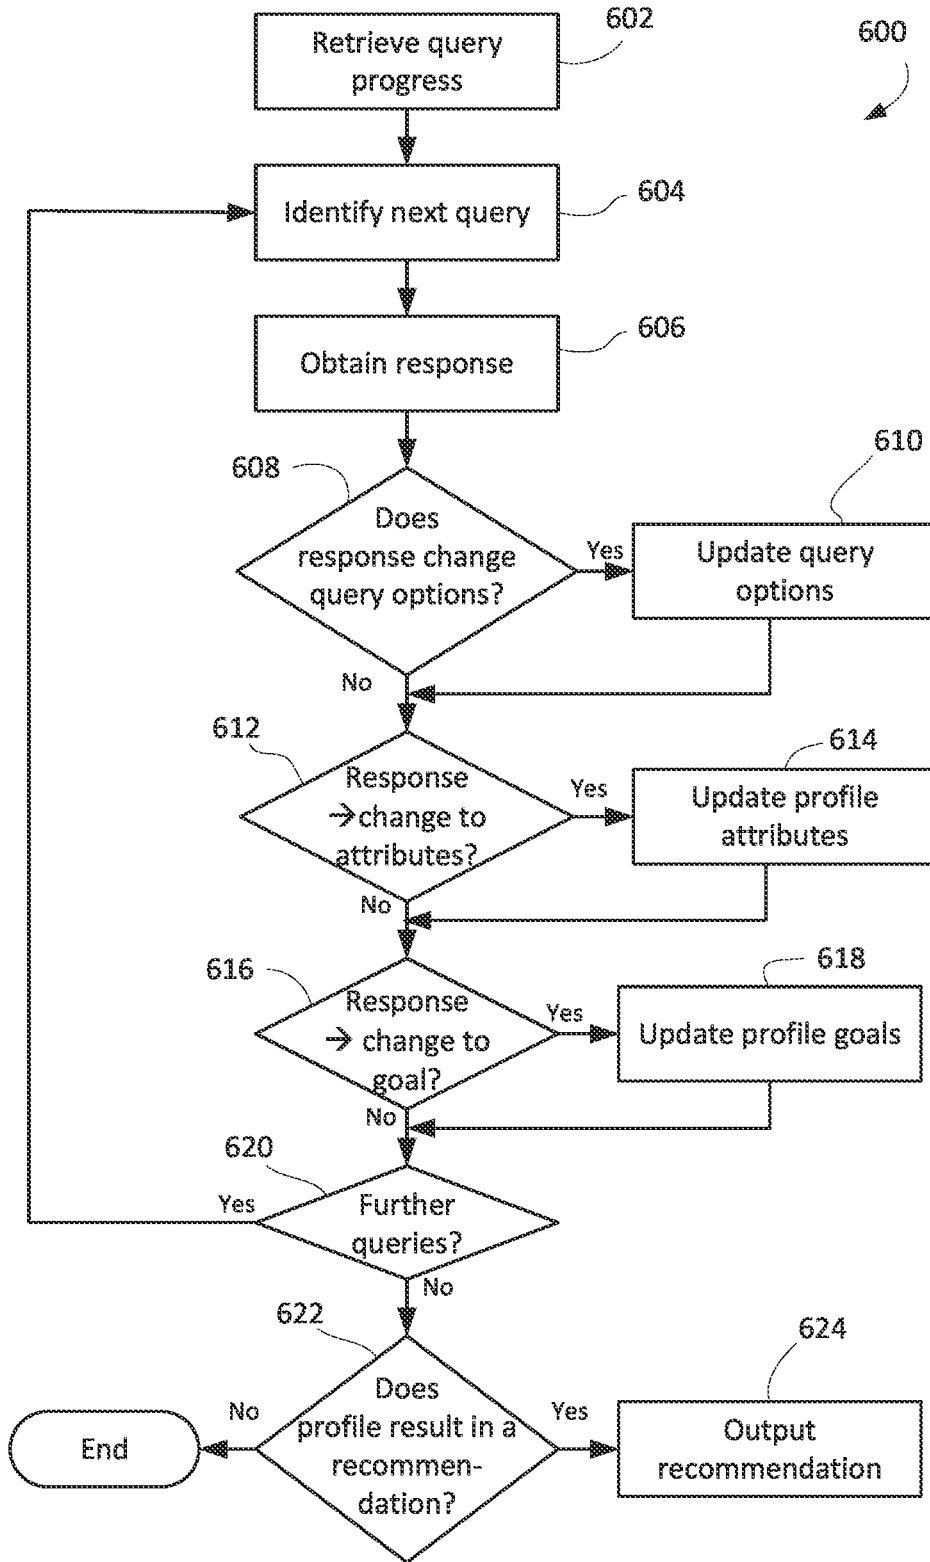 Retrieve query
progress
602
600
Identify next query
604
Obtain response
606
608
Does
response change
query options?
Yes
610
Update query
options
No
612
Response
→change to
attributes?
Yes
614
Update profile
attributes
No
616
Response
→ change to
goal?
Yes
618
Update profile goals
No
620
Yes
Further
queries?
No
622
Does
profile result in a
recommen-
dation?
No
End
Yes
624
Output
recommendation